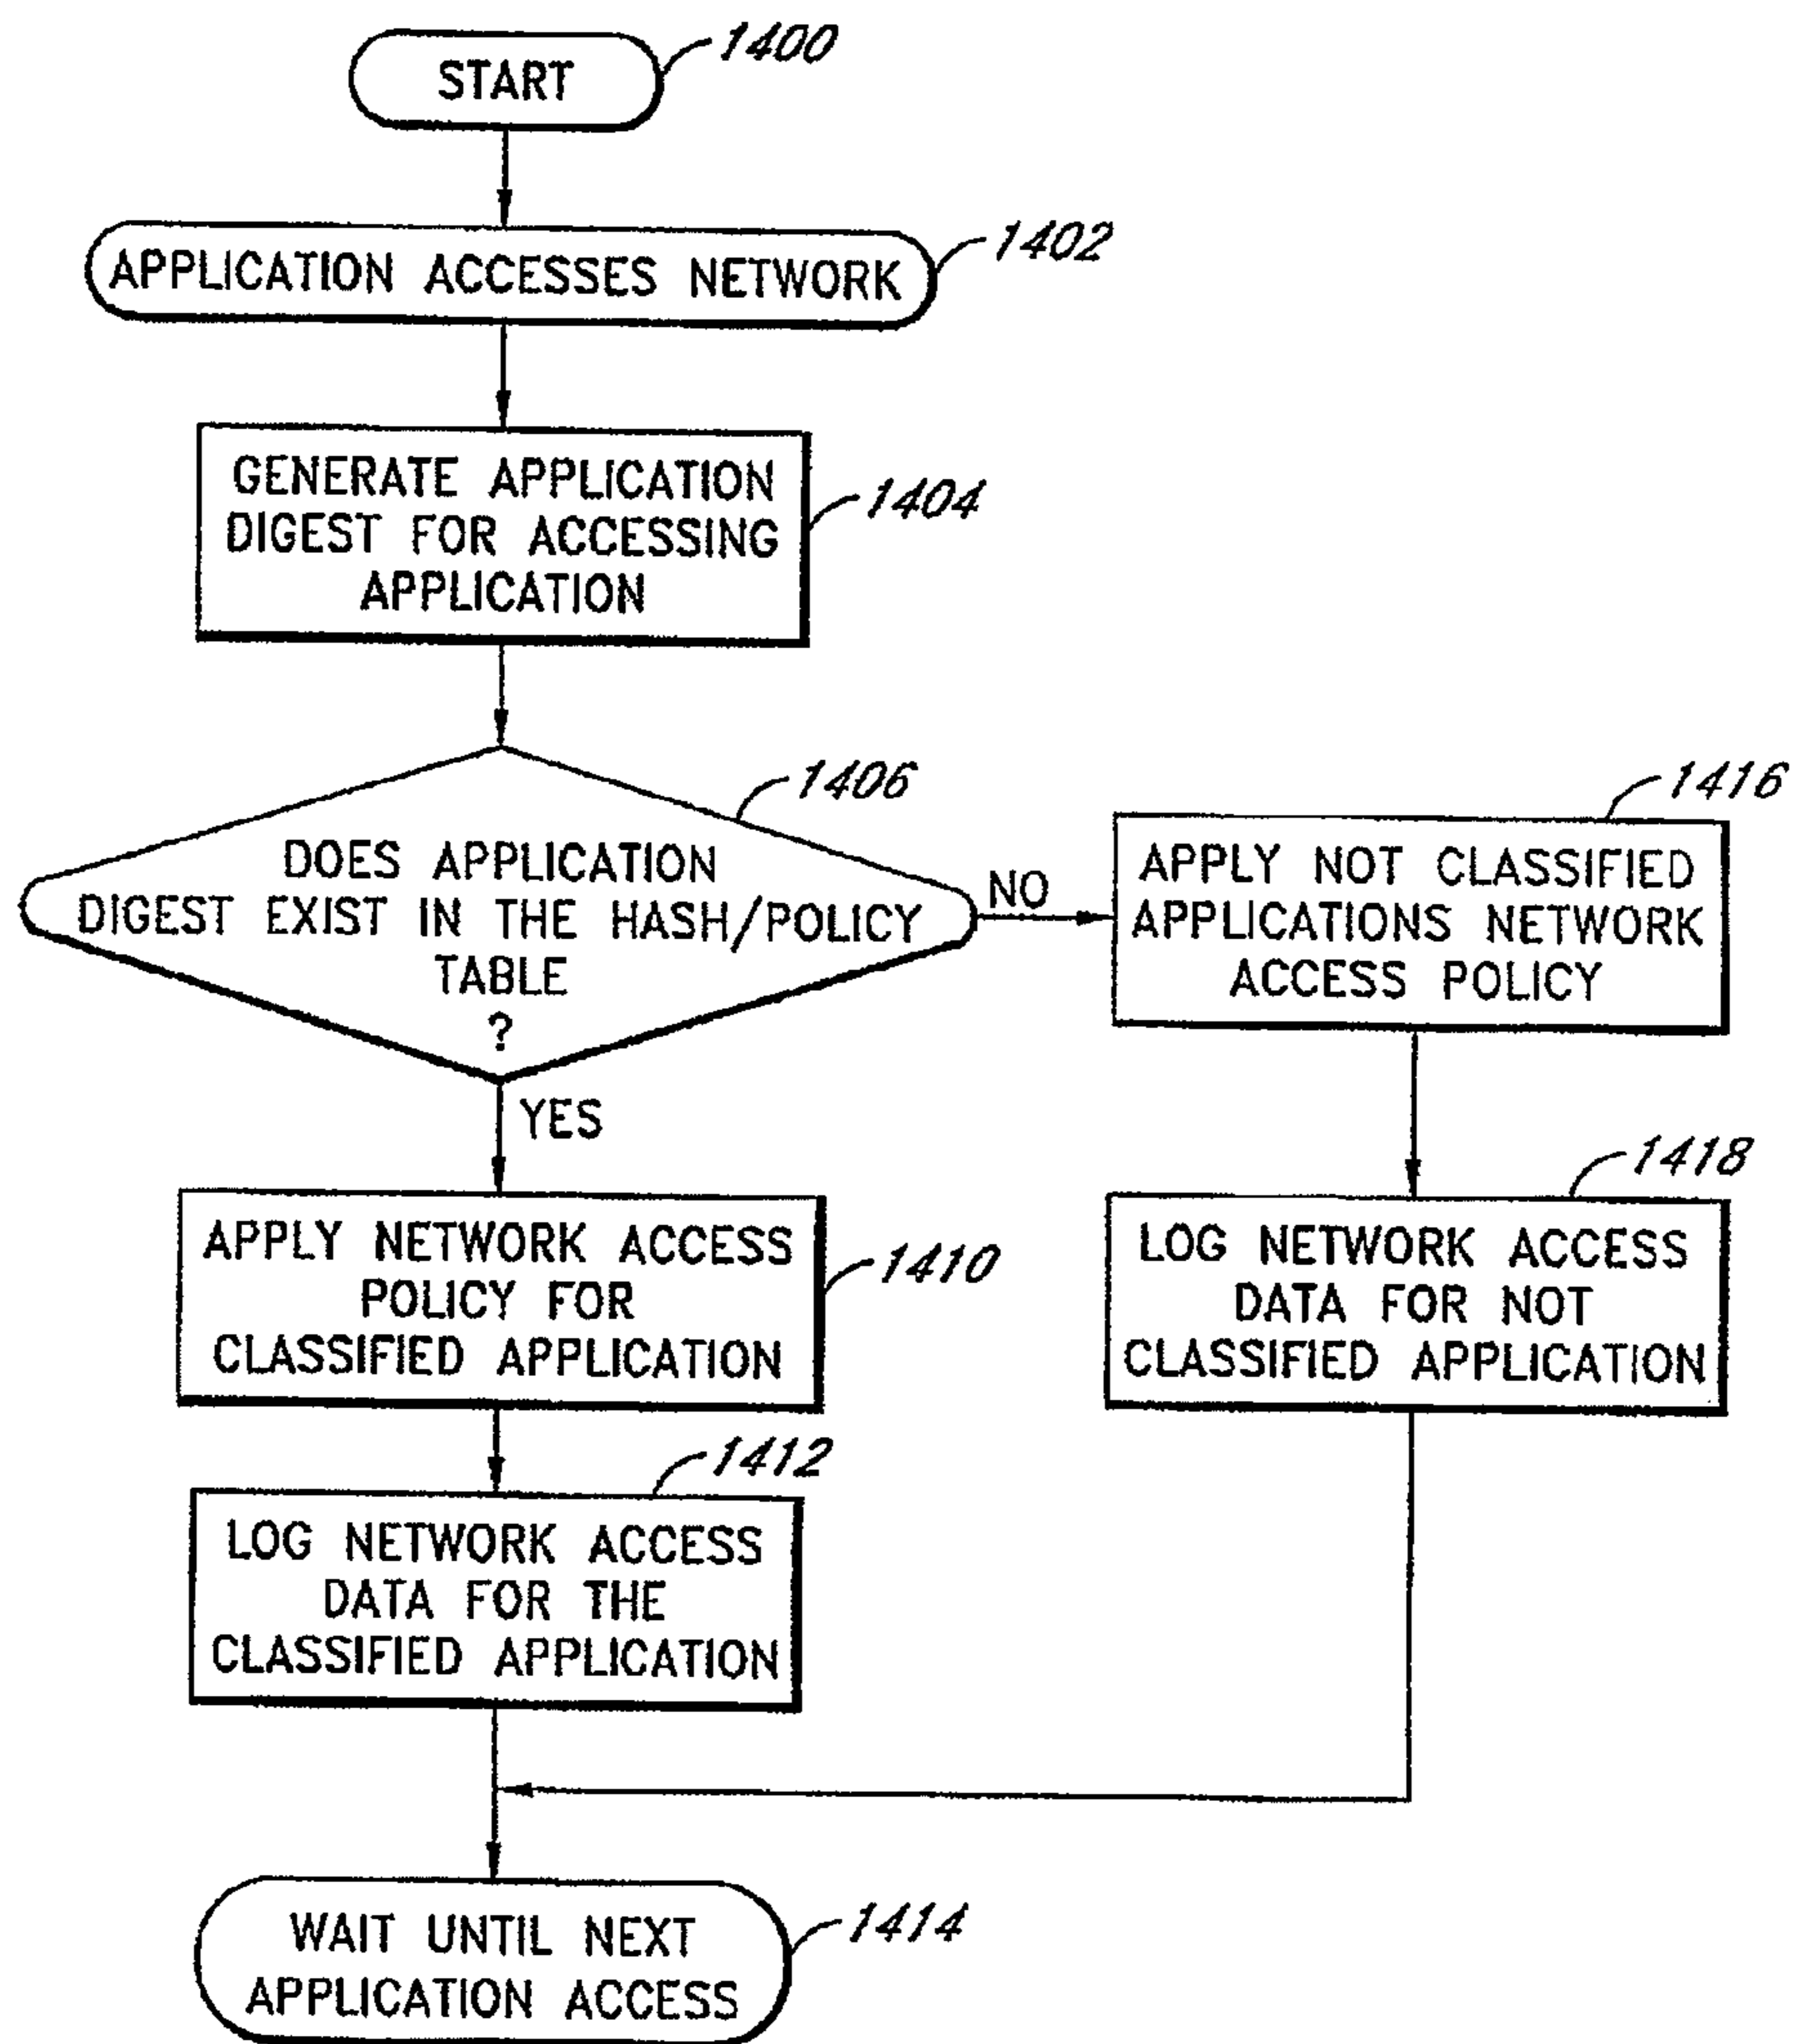 START
1400
APPLICATION ACCESSES NETWORK
1402
GENERATE APPLICATION
DIGEST FOR ACCESSING
APPLICATION
1404
DOES APPLICATION
DIGEST EXIST IN THE HASH/POLICY
TABLE
?
1406
NO
YES
APPLY NOT CLASSIFIED
APPLICATIONS NETWORK
ACCESS POLICY
1416
APPLY NETWORK ACCESS
POLICY FOR
CLASSIFIED APPLICATION
1410
LOG NETWORK ACCESS
DATA FOR NOT
CLASSIFIED APPLICATION
1418
LOG NETWORK ACCESS
DATA FOR THE
CLASSIFIED APPLICATION
1412
WAIT UNTIL NEXT
APPLICATION ACCESS
1414